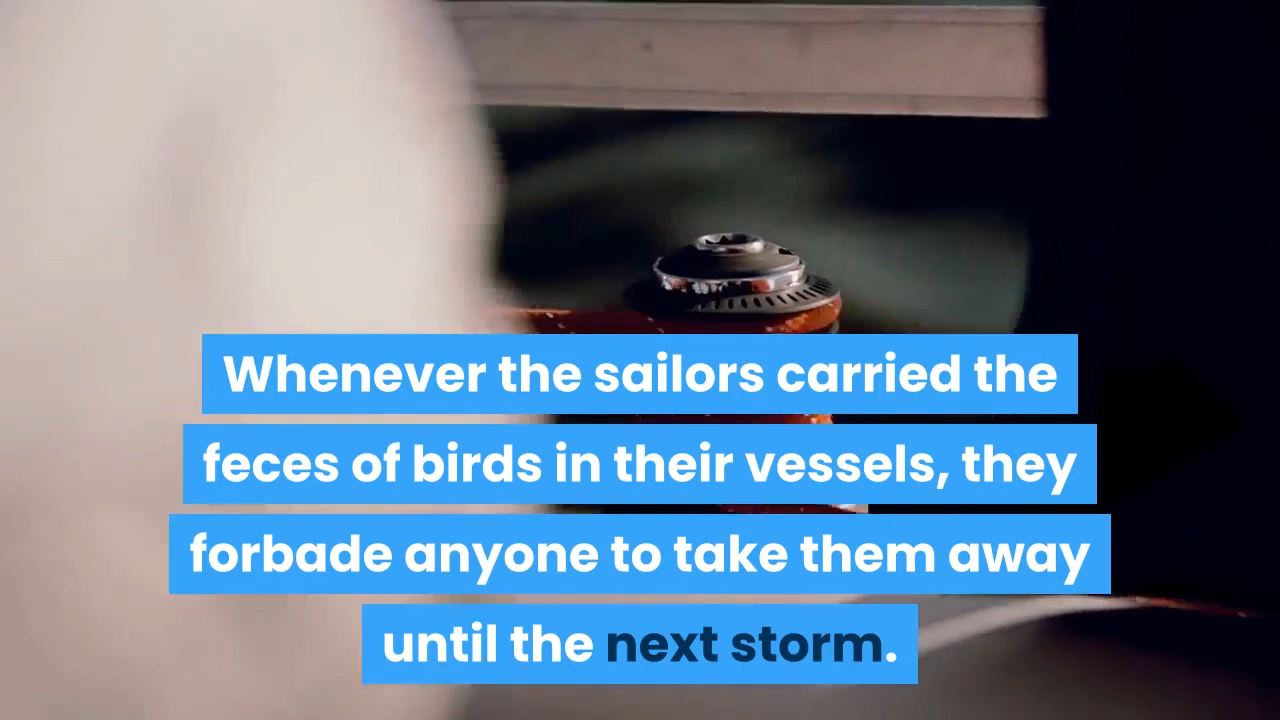 Whenever the sailors carried the
feces of birds in their vessels, they
forbade anyone to take them away
until the next storm.